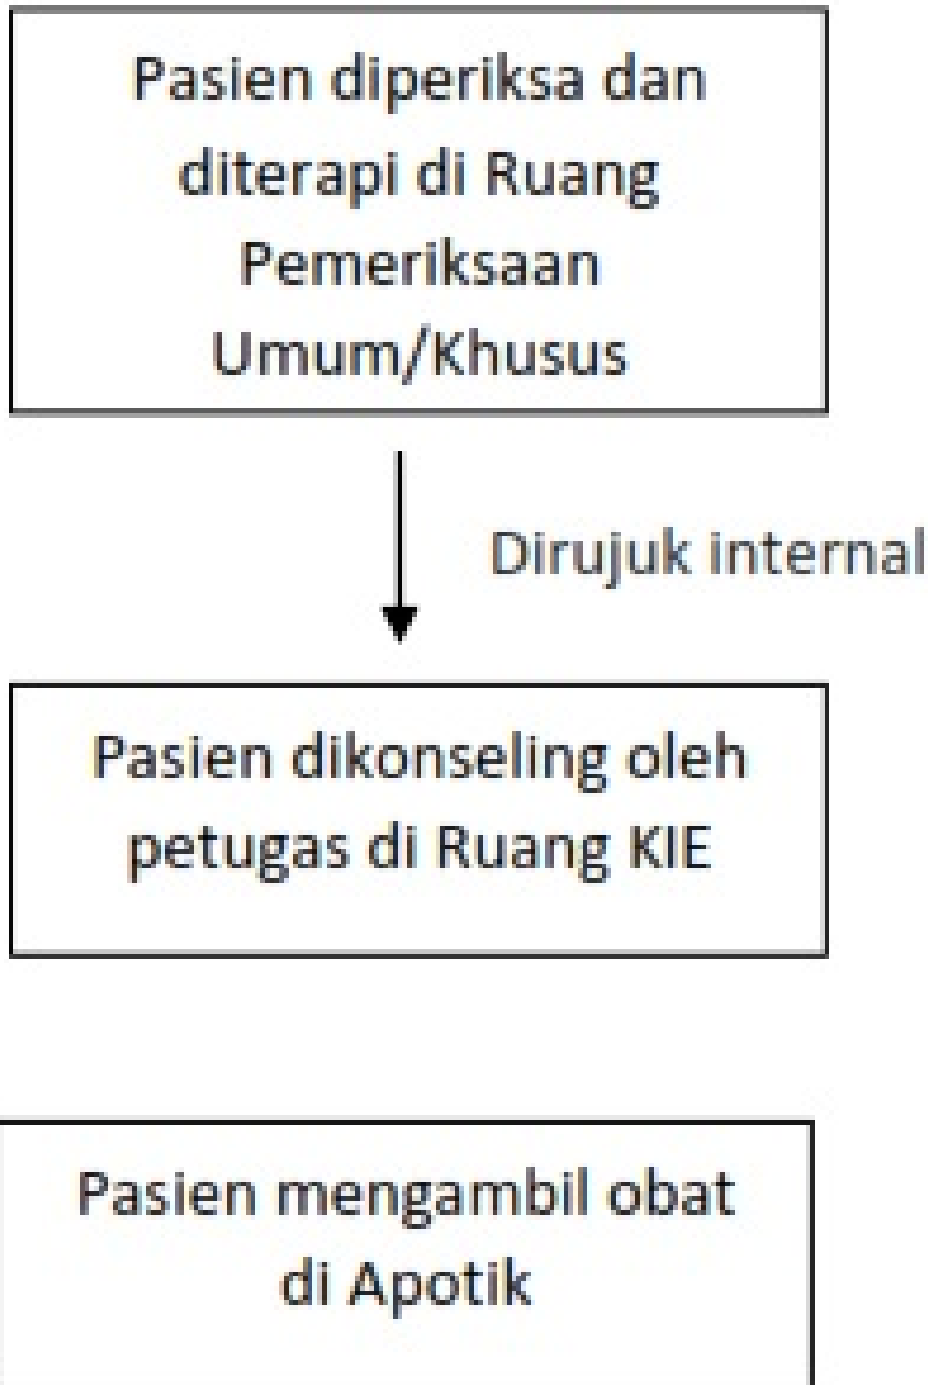 Pasien diperiksa dan
diterapi di Ruang
Pemeriksaan
Umum/Khusus
Dirujuk internal
Pasien dikonseling oleh
petugas di Ruang KIE
Pasien mengambil obat
di Apotik